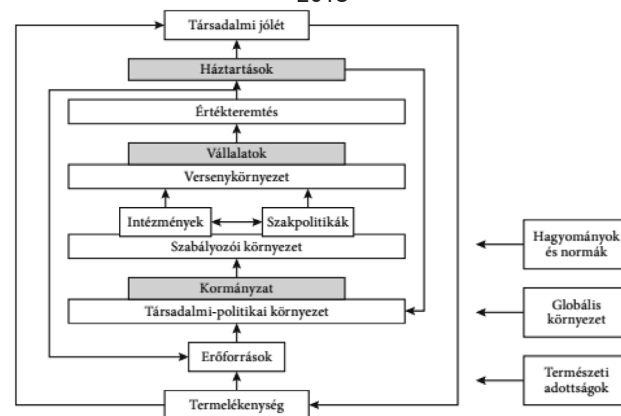 Társadalmi jólét
Háztartások
Értékteremtés
Vállalatok
Versenykörnyezet
Intézmények
Szakpolitikák
Szabályozói környezet
Kormányzat
Társadalmi-politikai környezet
Erőforrások
Termelékenység
Hagyományok
és normák
Globális
környezet
Természeti
adottságok